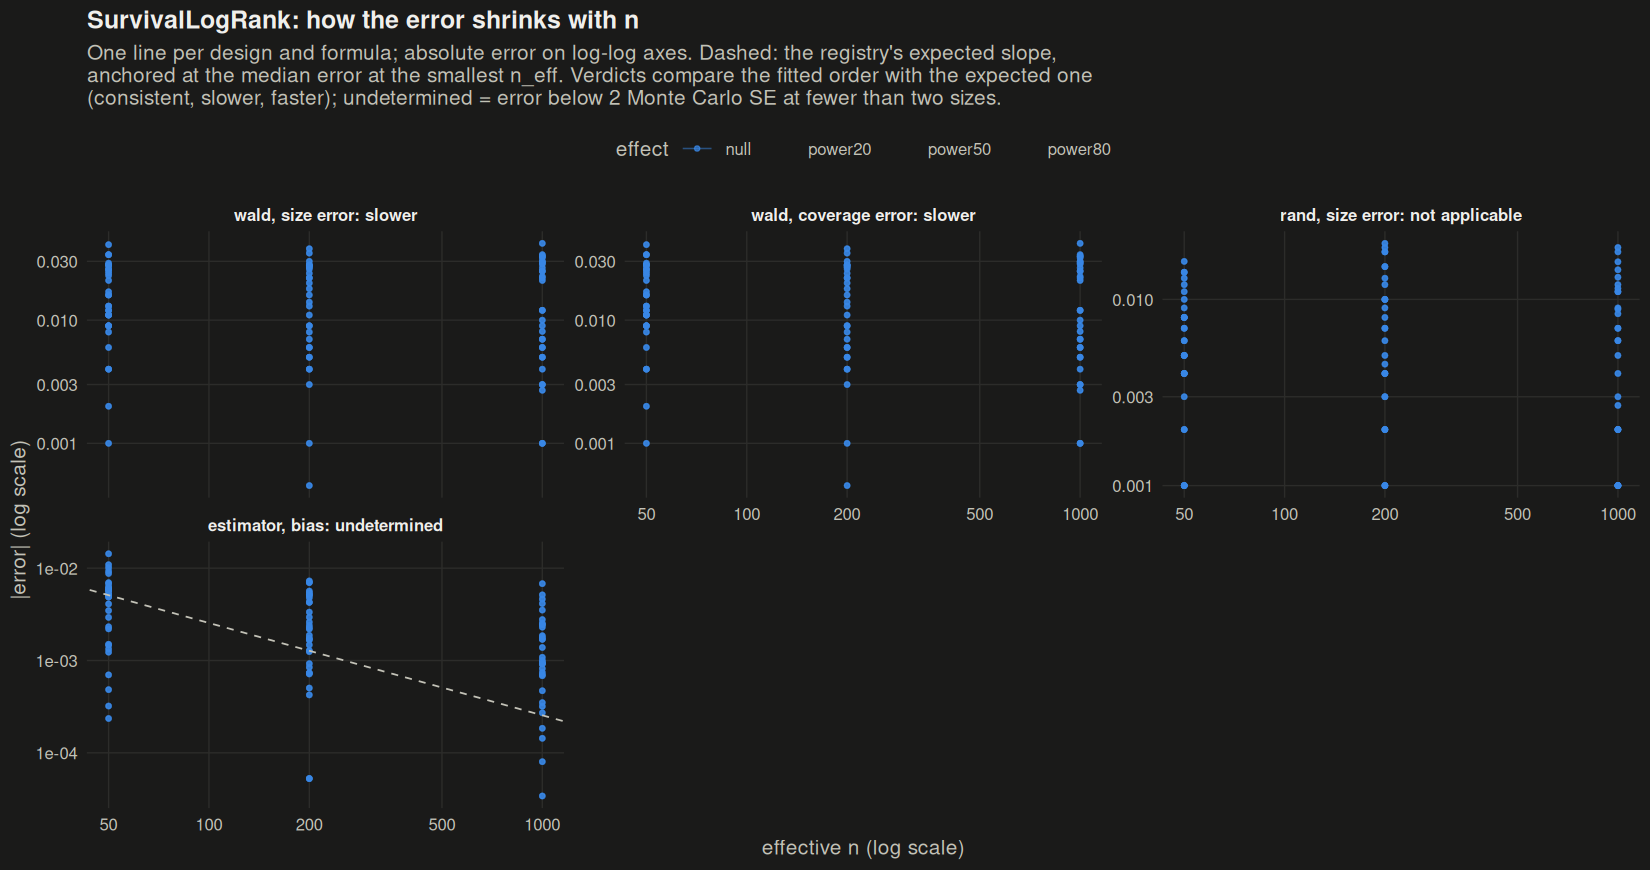 SurvivalLogRank: how the error shrinks with n
One line per design and formula; absolute error on log-log axes. Dashed: the registry's expected slope,
anchored at the median error at the smallest n_eff. Verdicts compare the fitted order with the expected one
(consistent, slower, faster); undetermined = error below 2 Monte Carlo SE at fewer than two sizes.
effect null power20 power50 power80
wald, size error: slower
0.030
0.010
0.003
0.001
wald, coverage error: slower
0.030
0.010
0.003
0.001
50 100 200 500 1000
rand, size error: not applicable
0.010
0.003
0.001
50 100 200 500 1000
estimator, bias: undetermined
1e-02
1e-03
1e-04
50 100 200 500 1000
|error| (log scale)
effective n (log scale)